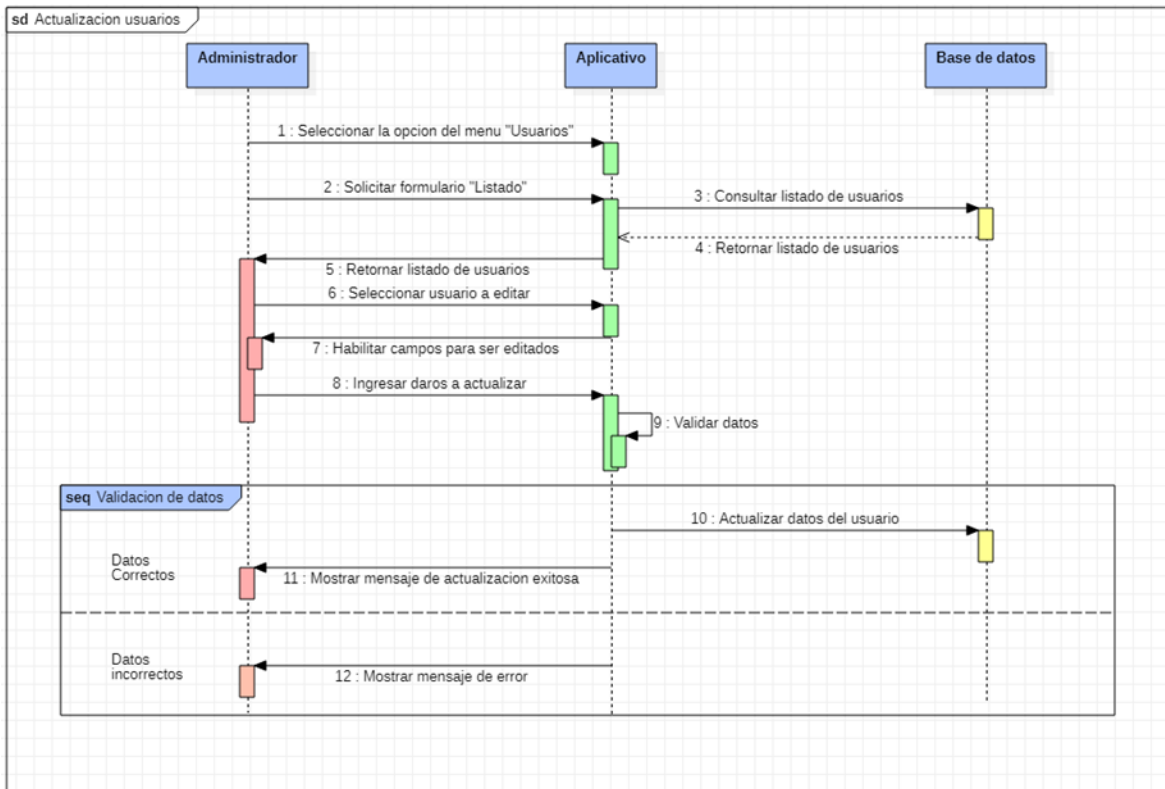 sd Actualizacion usuarios
Administrador
Aplicativo
Base de datos
1 : Seleccionar la opcion del menu "Usuarios"
2 : Solicitar formulario "Listado"
3 : Consultar listado de usuarios
4 : Retornar listado de usuarios
5 : Retornar listado de usuarios
6 : Seleccionar usuario a editar
7 : Habilitar campos para ser editados
8 : Ingresar daros a actualizar
9 : Validar datos
seq Validacion de datos
10 : Actualizar datos del usuario
Datos
Correctos
11 : Mostrar mensaje de actualizacion exitosa
Datos
incorrectos
12 : Mostrar mensaje de error